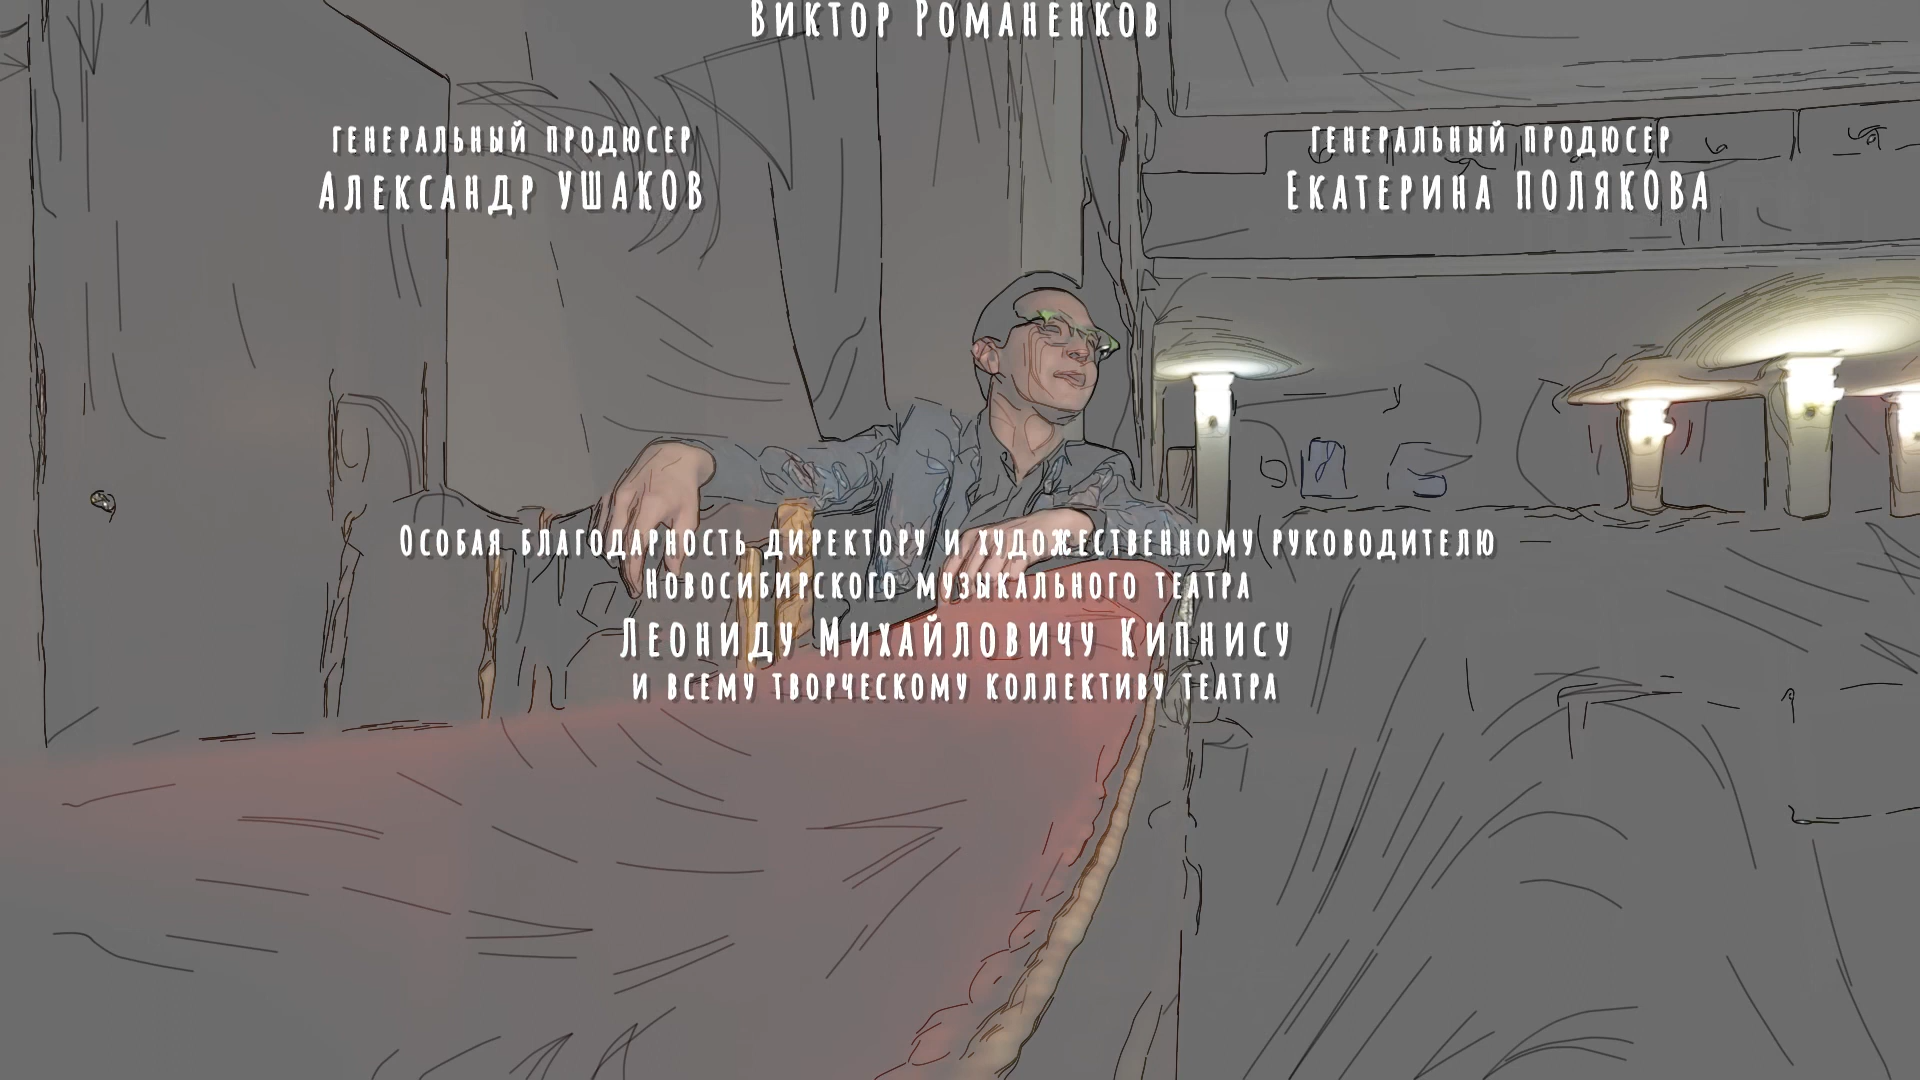 Виктор Романенков
генеральный продюсер
Александр УШАКОВ
генеральный продюсер
Екатерина ПОЛЯКОВА
Особая благодарность директору и художественному руководителю
Новосибирского музыкального театра
Леониду Михайловичу Кипнису
и всему творческому коллективу театра